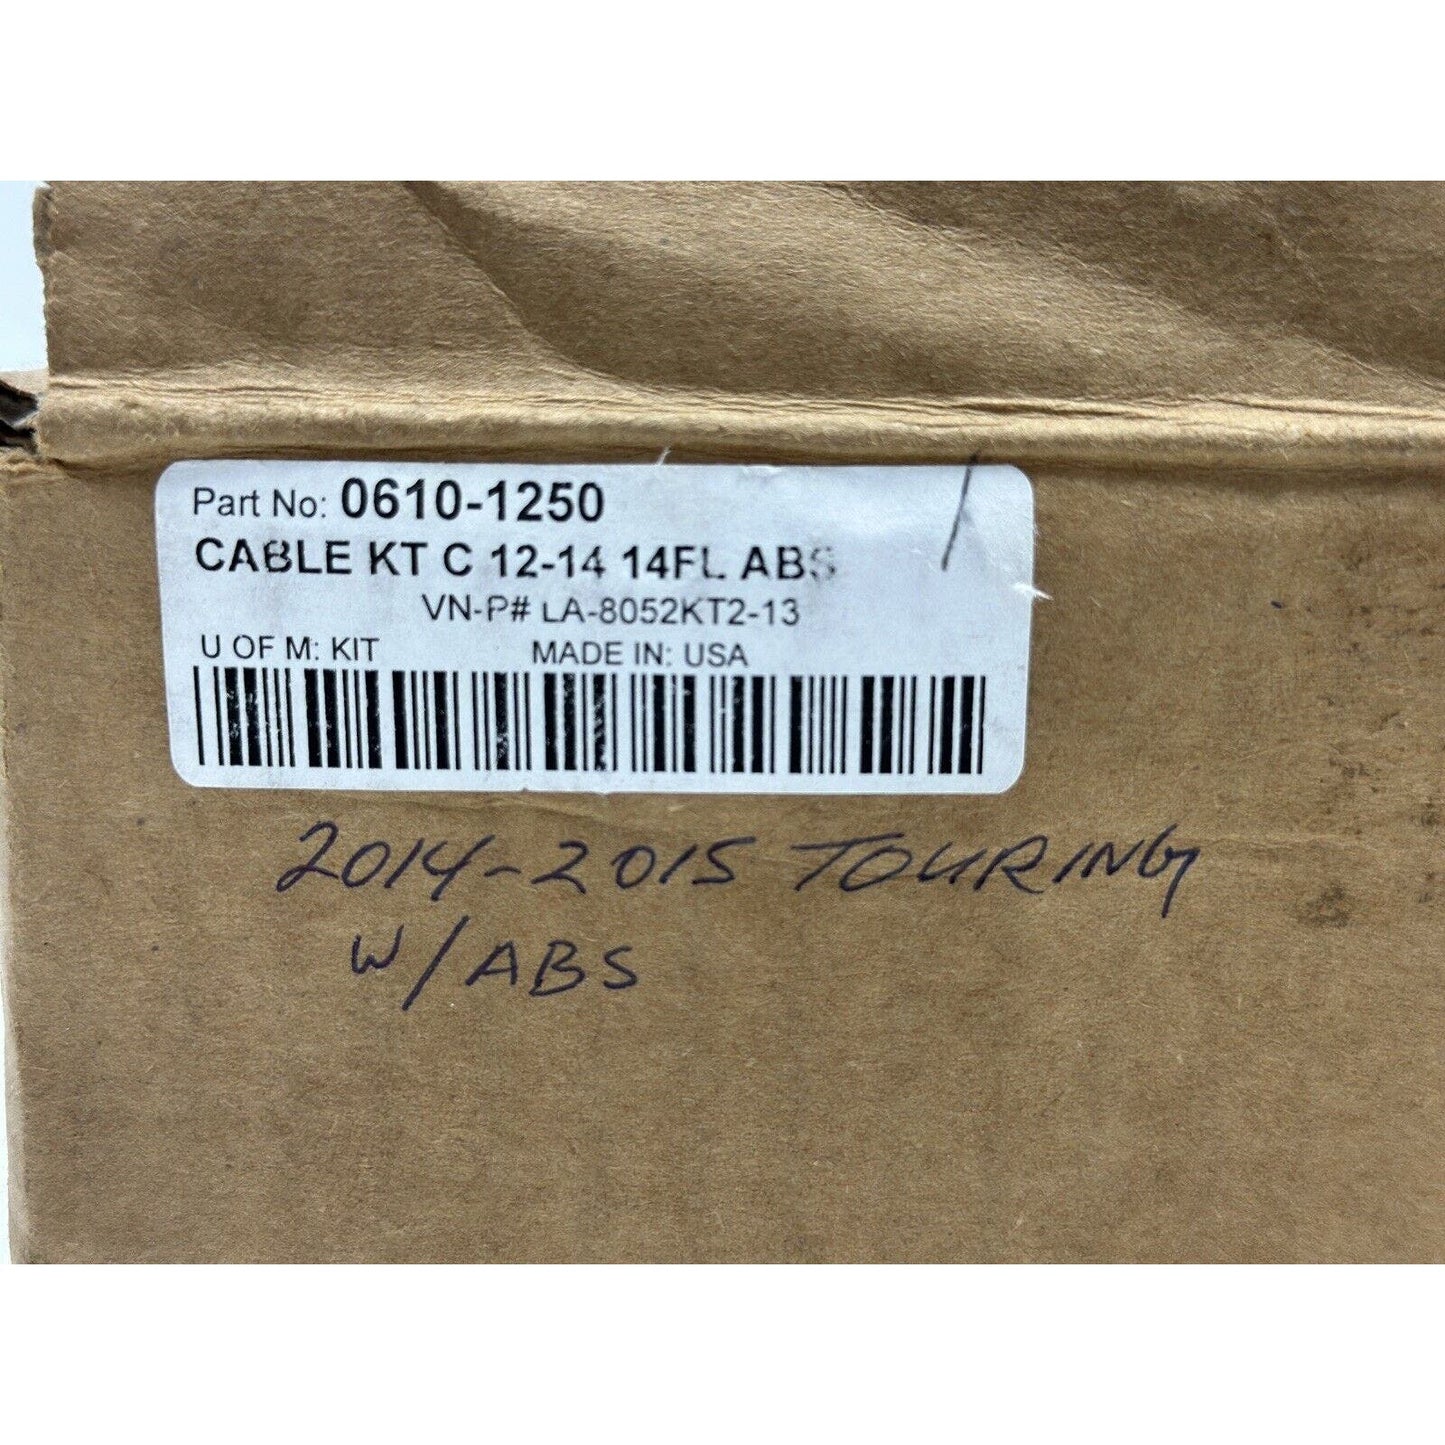 Part No: 0610-1250
CABLE KT C 12-14 14FL ABS
VN-P# LA-8052KT2-13
U OF M: KIT MADE IN: USA
2014-2015 TOURING
W/ABS